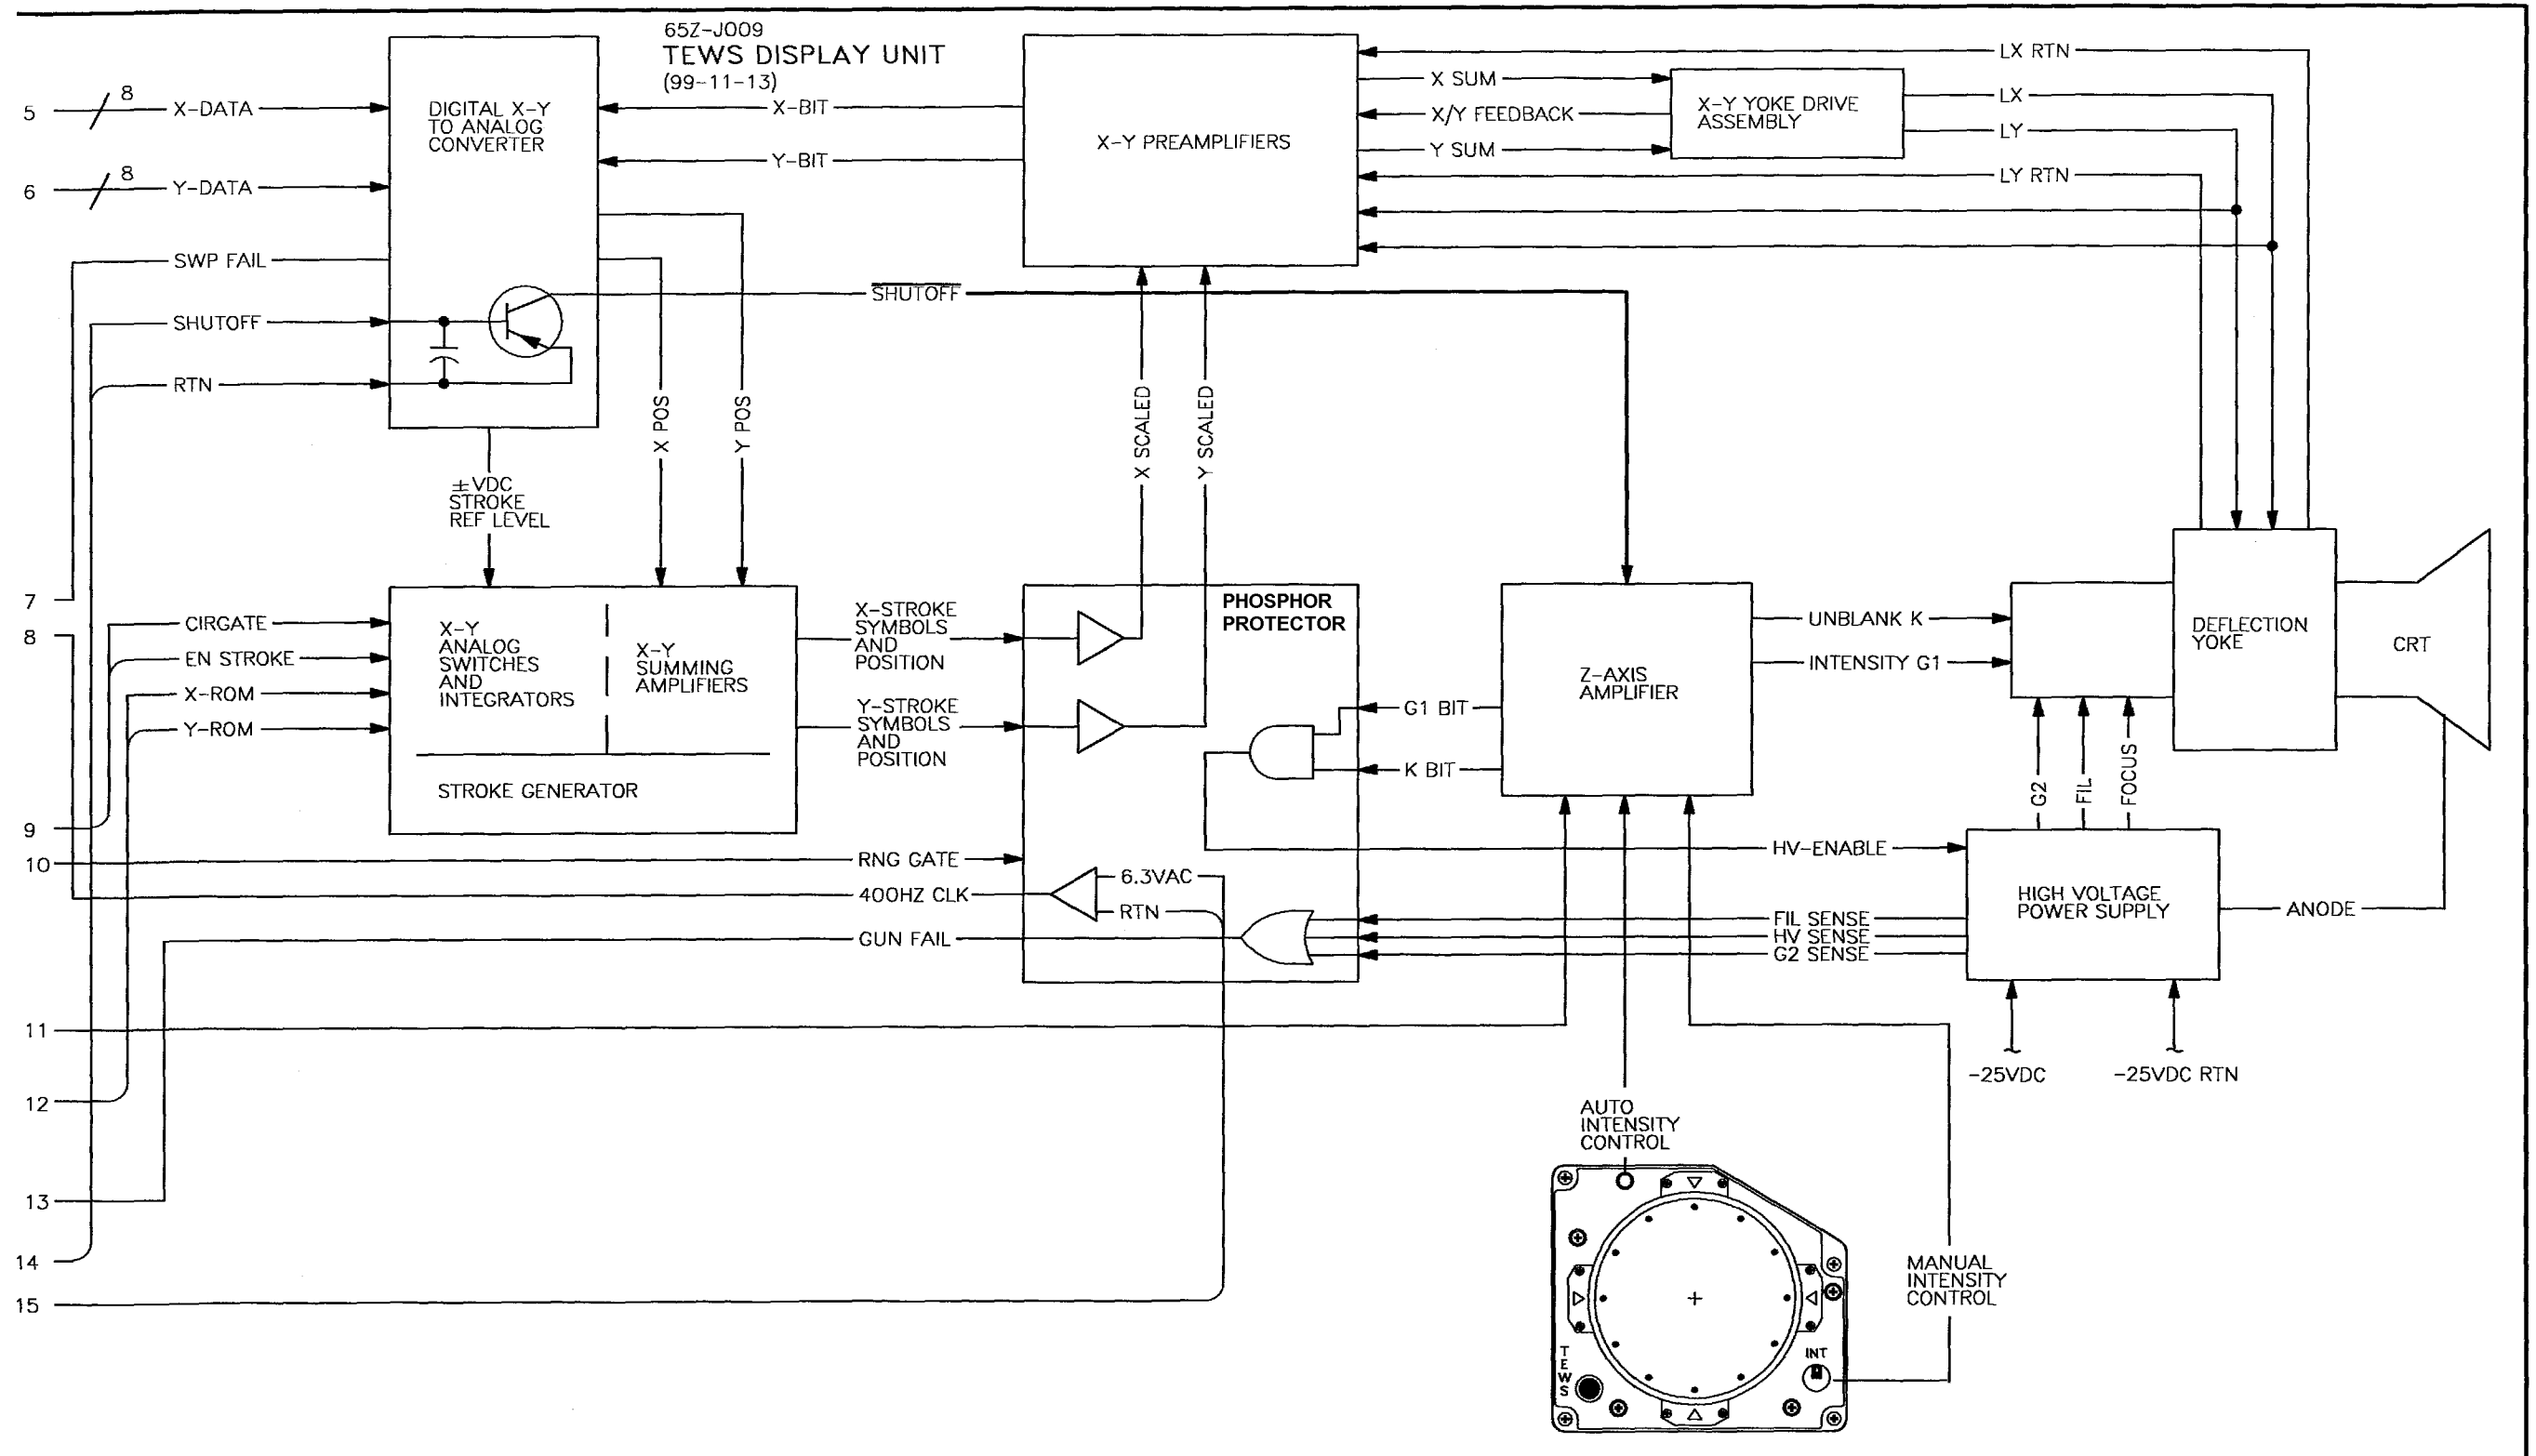 65Z-J009
TEWS DISPLAY UNIT
(99-11-13)
5
8
X-DATA
6
8
Y-DATA
SWP FAIL
SHUTOFF
RTN
DIGITAL X-Y
TO ANALOG
CONVERTER
X-BIT
Y-BIT
X-Y PREAMPLIFIERS
X SUM
X/Y FEEDBACK
Y SUM
X-Y YOKE DRIVE
ASSEMBLY
LX RTN
LX
LY
LY RTN
SHUTOFF
X POS
Y POS
X SCALED
Y SCALED
±VDC
STROKE
REF LEVEL
7
8
CIRGATE
EN STROKE
X-ROM
Y-ROM
X-Y
ANALOG
SWITCHES
AND
INTEGRATORS
X-Y
SUMMING
AMPLIFIERS
STROKE GENERATOR
X-STROKE
SYMBOLS
AND
POSITION
Y-STROKE
SYMBOLS
AND
POSITION
PHOSPHOR
PROTECTOR
G1 BIT
K BIT
Z-AXIS
AMPLIFIER
UNBLANK K
INTENSITY G1
DEFLECTION
YOKE
CRT
G2
FIL
FOCUS
9
10
RNG GATE
400HZ CLK
6.3VAC
RTN
GUN FAIL
HV-ENABLE
FIL SENSE
HV SENSE
G2 SENSE
HIGH VOLTAGE
POWER SUPPLY
ANODE
-25VDC
-25VDC RTN
11
12
13
14
15
AUTO
INTENSITY
CONTROL
MANUAL
INTENSITY
CONTROL
TEWS
INT